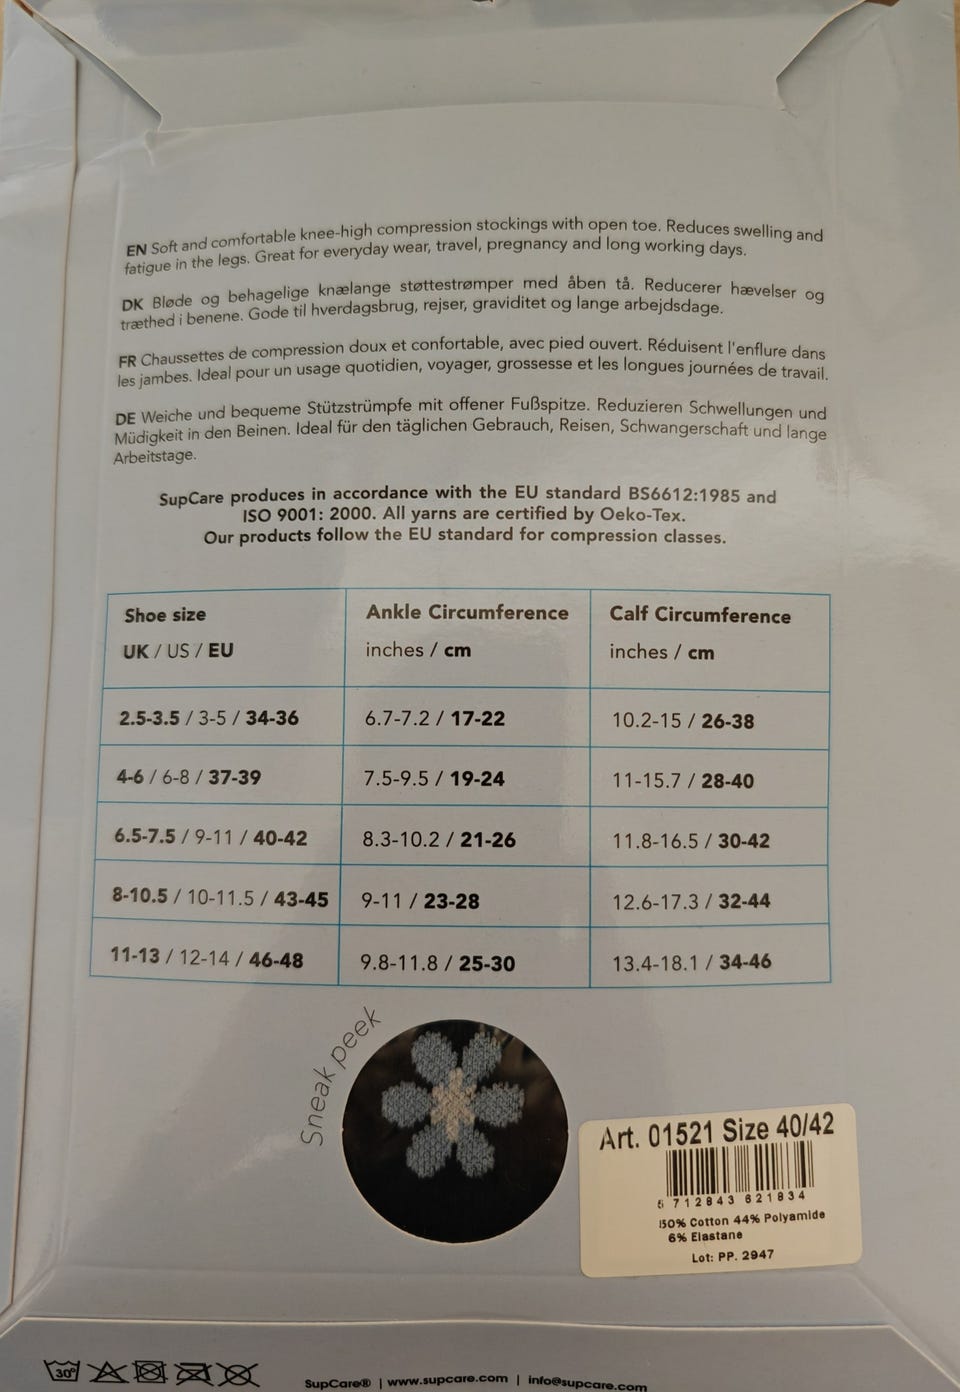 EN Soft and comfortable knee-high compression stockings with open toe. Reduces swelling and
fatigue in the legs. Great for everyday wear, travel, pregnancy and long working days.
DK Bløde og behagelige knælange støttestrømper med åben tå. Reducerer hævelser og
træthed i benene. Gode til hverdagsbrug, rejser, graviditet og lange arbejdsdage.
FR Chaussettes de compression doux et confortable, avec pied ouvert. Réduisent l'enflure dans
les jambes. Ideal pour un usage quotidien, voyager, grossesse et les longues journées de travail.
DE Weiche und bequeme Stützstrümpfe mit offener Fußspitze. Reduzieren Schwellungen und
Müdigkeit in den Beinen. Ideal für den täglichen Gebrauch, Reisen, Schwangerschaft und lange
Arbeitstage.
SupCare produces in accordance with the EU standard BS6612:1985 and
ISO 9001: 2000. All yarns are certified by Oeko-Tex.
Our products follow the EU standard for compression classes.
Shoe size Ankle Circumference Calf Circumference
UK / US / EU inches / cm inches / cm
2.5-3.5 / 3-5 / 34-36 6.7-7.2 / 17-22 10.2-15 / 26-38
4-6 / 6-8 / 37-39 7.5-9.5 / 19-24 11-15.7 / 28-40
6.5-7.5 / 9-11 / 40-42 8.3-10.2 / 21-26 11.8-16.5 / 30-42
8-10.5 / 10-11.5 / 43-45 9-11 / 23-28 12.6-17.3 / 32-44
11-13 / 12-14 / 46-48 9.8-11.8 / 25-30 13.4-18.1 / 34-46
Sneak peek
Art. 01521 Size 40/42
5 712843 621834
50% Cotton 44% Polyamide
6% Elastane
Lot: PP. 2947
30°
SupCare® | www.supcare.com | info@supcare.com